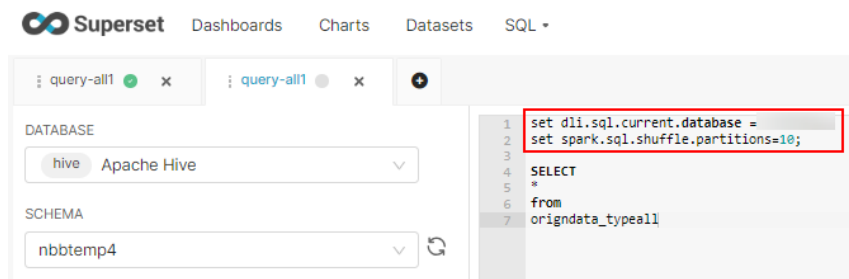 Superset Dashboards Charts Datasets SQL
query-all1 x query-all1 x
DATABASE
hive Apache Hive
SCHEMA
nbbtemp4
1 set dli.sql.current.database =
2 set spark.sql.shuffle.partitions=10;
3
4 SELECT
5 *
6 from
7 origndata_typeall